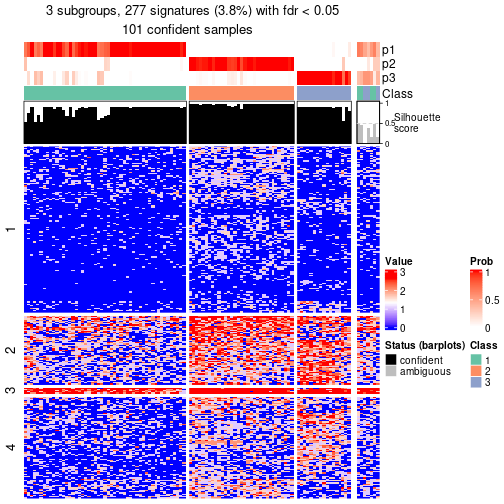 3 subgroups, 277 signatures (3.8%) with fdr < 0.05
101 confident samples
p1
p2
p3
Class
1
0.5
0
Silhouette
score
1
2
3
4
Value
3
2
1
0
Prob
1
0.5
0
Status (barplots)
confident
ambiguous
Class
1
2
3